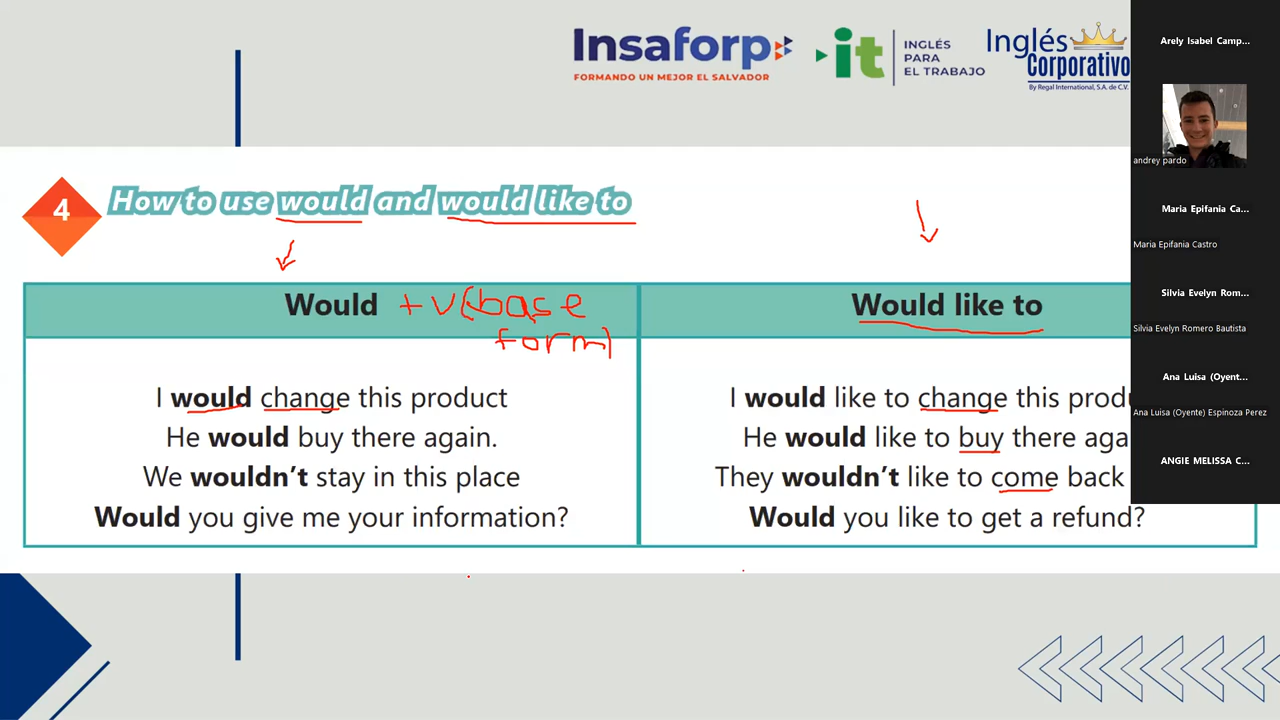 Insaforp
FORMANDO UN MEJOR EL SALVADOR
it
INGLÉS
PARA
EL TRABAJO
Inglés
Corporativo
By Regal International, S.A. de C.V.
4
How to use would and would like to
Would + v(base
form)
I would change this product
He would buy there again.
We wouldn't stay in this place
Would you give me your information?
Would like to
I would like to change this produ
He would like to buy there aga
They wouldn't like to come back
Would you like to get a refund?
Arely Isabel Camp...
andrey pardo
Maria Epifania Ca...
Maria Epifania Castro
Silvia Evelyn Rom...
Silvia Evelyn Romero Bautista
Ana Luisa (Oyent...
Ana Luisa (Oyente) Espinoza Perez
ANGIE MELISSA C...